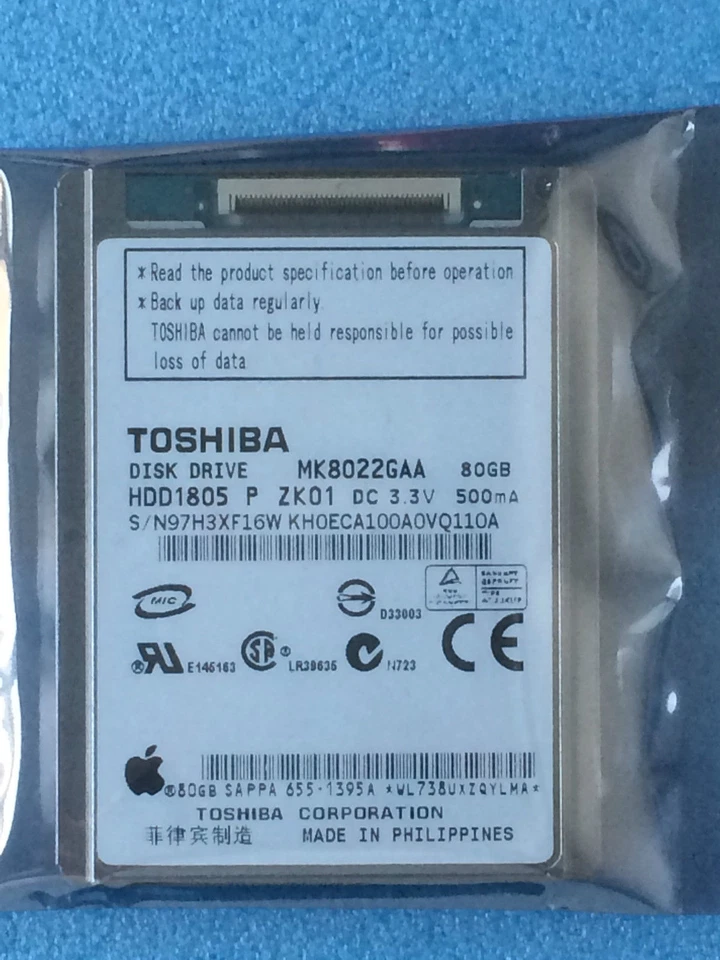 *Read the product specification before operation
*Back up data regularly
TOSHIBA cannot be held responsible for possible
loss of data
TOSHIBA
DISK DRIVE MK8022GAA 80GB
HDD1805 P ZK01 DC 3.3V 500mA
S/N97H3XF16W KH0ECA100A0VQ110A
MIC
D33003
®
E145163
SA ®
LR39635
N723
CE
®80GB SAPPA 655-1395A *WL738UXZQYLMA*
TOSHIBA CORPORATION
菲律宾制造 MADE IN PHILIPPINES